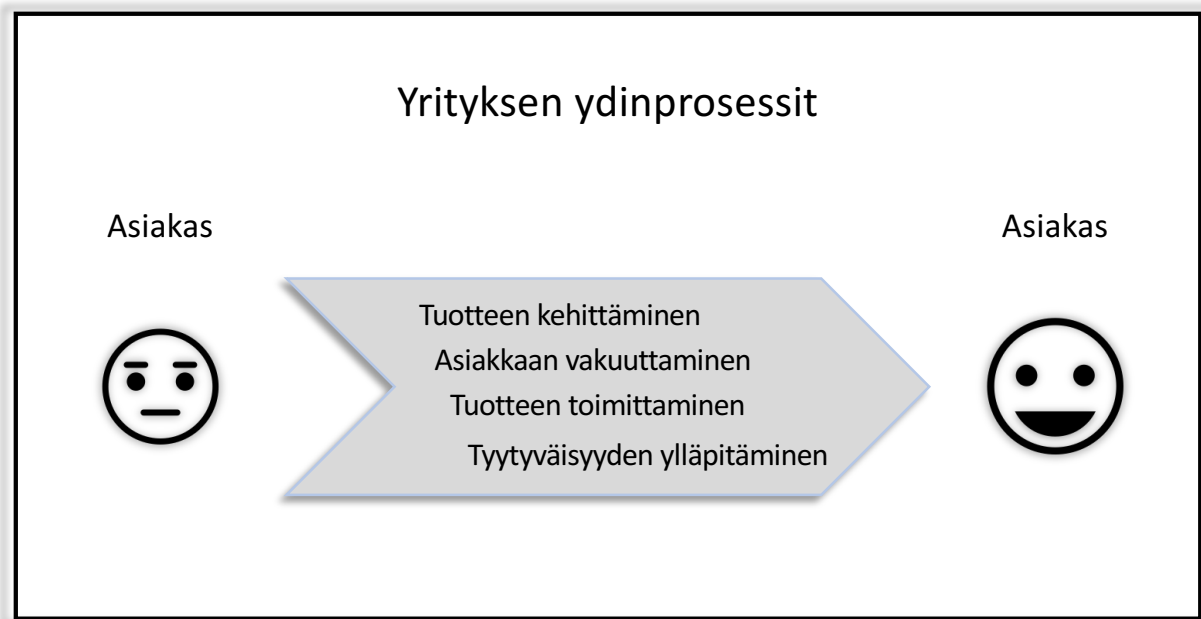 Yrityksen ydinprosessit
Asiakas
Asiakas
Tuotteen kehittäminen
Asiakkaan vakuuttaminen
Tuotteen toimittaminen
Tyytyväisyyden ylläpitäminen